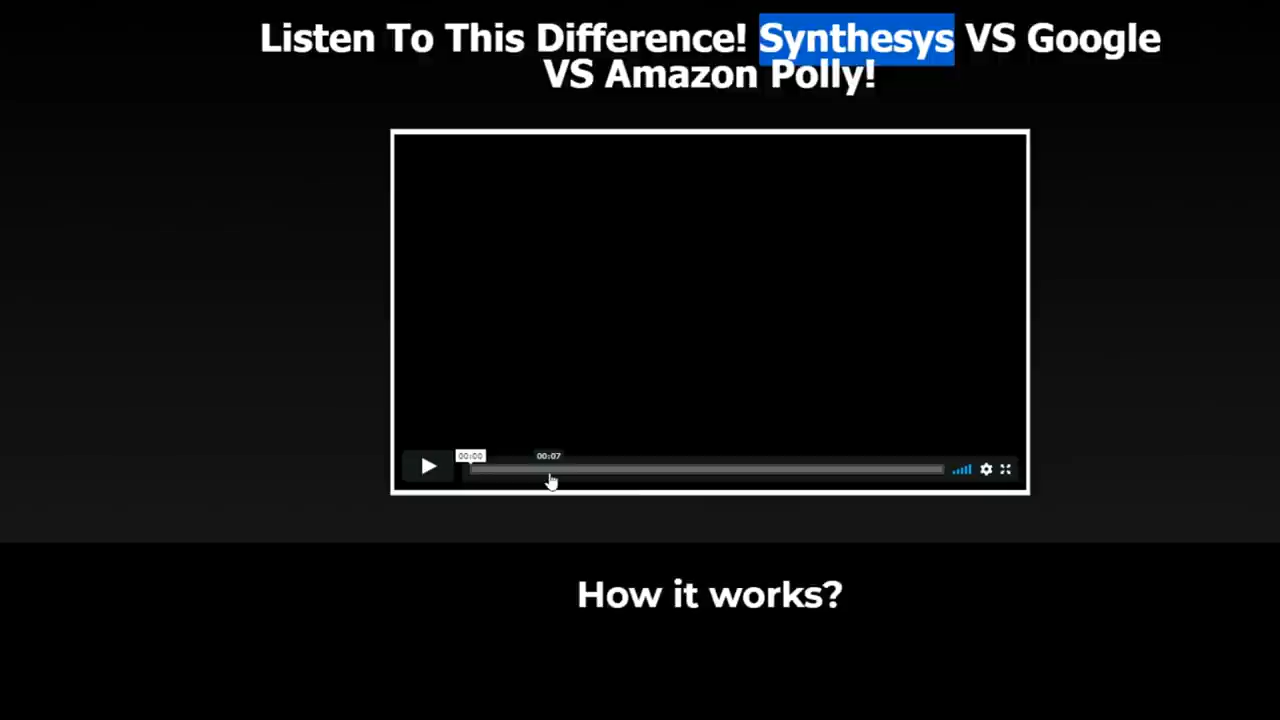 Listen To This Difference! Synthesys VS Google
VS Amazon Polly!
00:00
00:07
How it works?